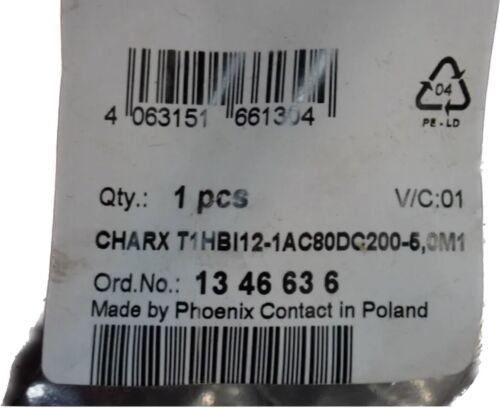 4 063151 661304
04
PE-LD
Qty.: 1 pcs V/C:01
CHARX T1HBI12-1AC80DC200-5,0M1
Ord.No.: 13 46 63 6
Made by Phoenix Contact in Poland